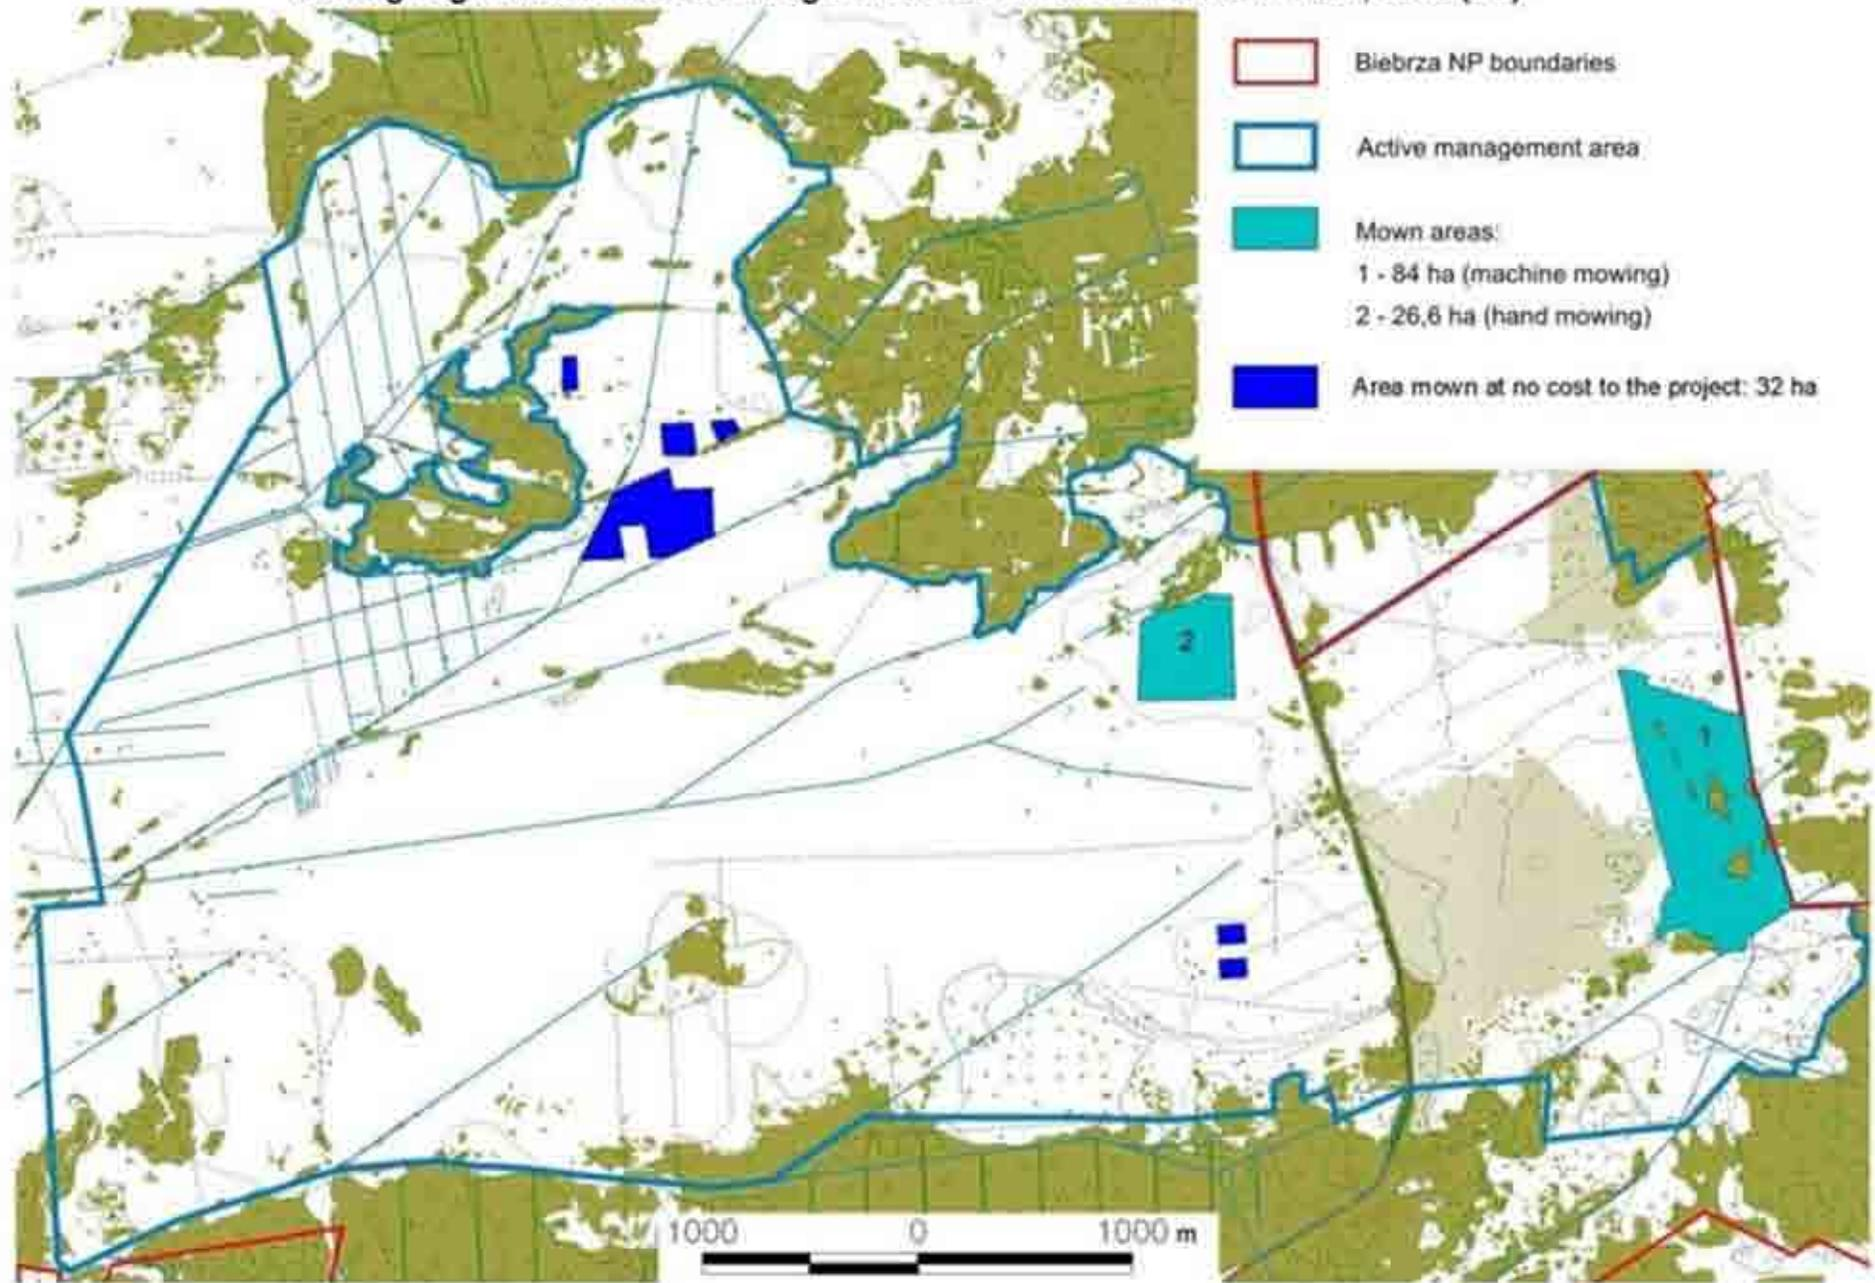 Biebrza NP boundaries
Active management area
Mown areas:
1 - 84 ha (machine mowing)
2 - 26,6 ha (hand mowing)
Area mown at no cost to the project: 32 ha
2
1
1000 0 1000 m